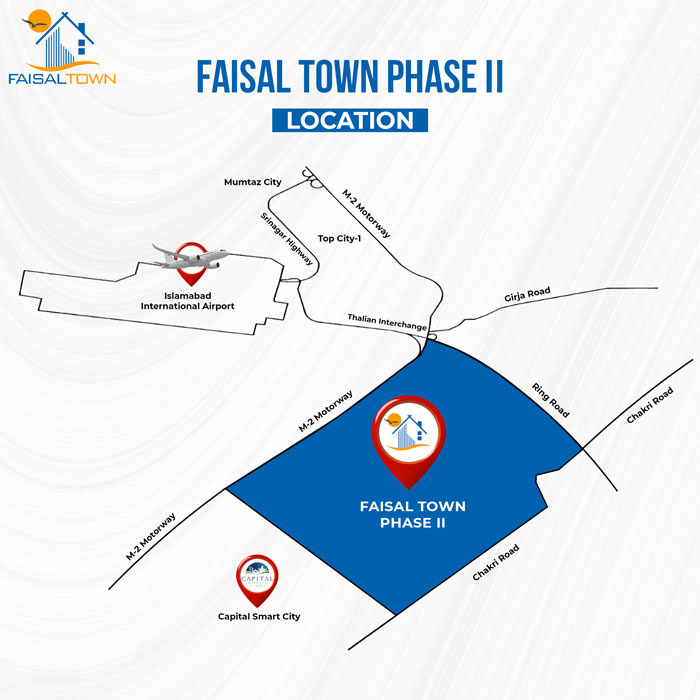 FAISALTOWN
FAISAL TOWN PHASE II
LOCATION
Mumtaz City
M-2 Motorway
Srinagar Highway
Top City-1
Islamabad
International Airport
Girja Road
Thalian Interchange
M-2 Motorway
Ring Road
Chakri Road
FAISAL TOWN
PHASE II
M-2 Motorway
Chakri Road
CAPITAL
Capital Smart City